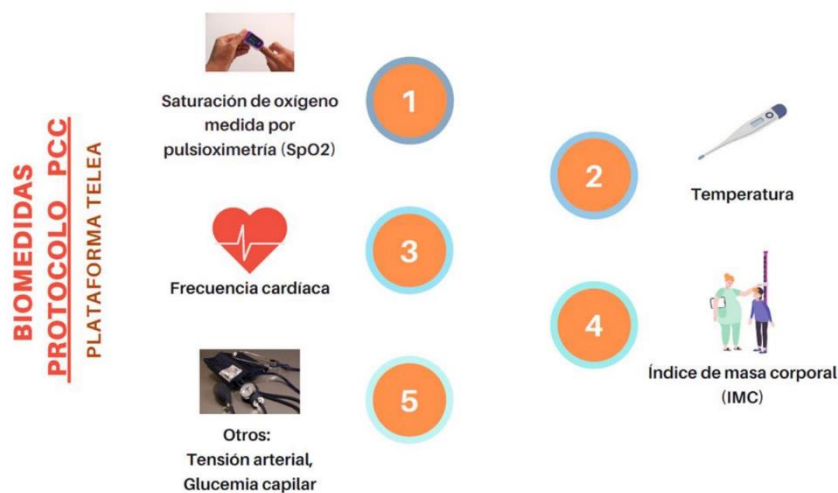 BIOMEDIDAS
PROTOCOLO PCC
PLATAFORMA TELEA
1
Saturación de oxígeno
medida por
pulsioximetría (SpO2)
2
Temperatura
3
Frecuencia cardíaca
4
Índice de masa corporal
(IMC)
5
Otros:
Tensión arterial,
Glucemia capilar